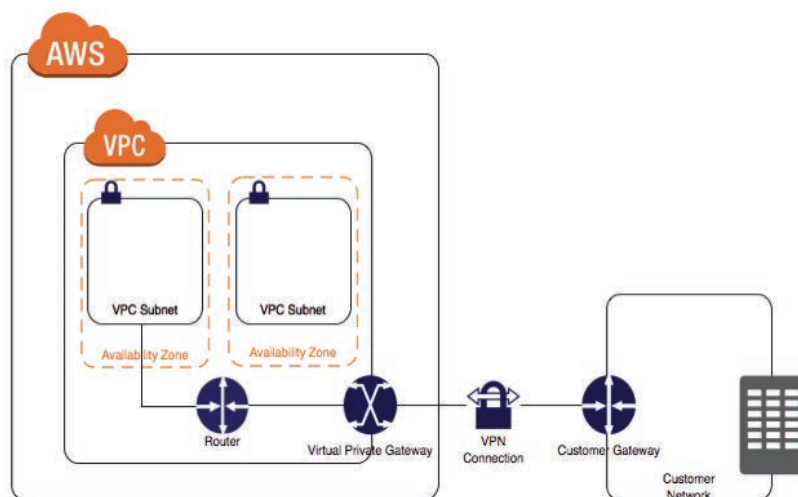 AWS
VPC
VPC Subnet
VPC Subnet
Availability Zone
Availability Zone
Router
Virtual Private Gateway
VPN
Connection
Customer Gateway
Customer
Network